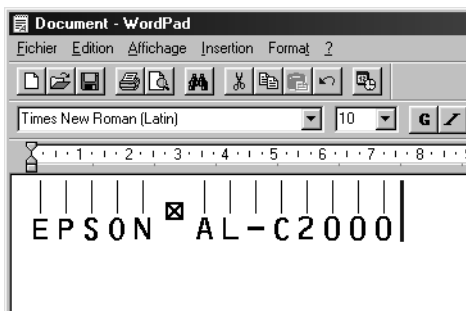 Document - WordPad
Fichier Edition Affichage Insertion Format ?
Times New Roman (Latin) 10 G I
1 2 3 4 5 6 7 8
EPSON AL-C2000